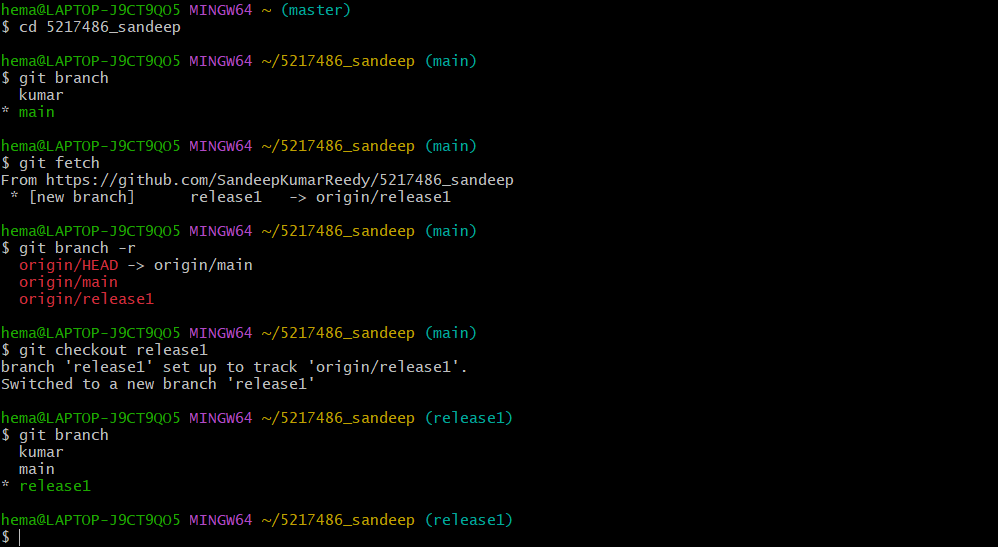 hema@LAPTOP-J9CT9QO5 MINGW64 ~ (master)
$ cd 5217486_sandeep
hema@LAPTOP-J9CT9QO5 MINGW64 ~/5217486_sandeep (main)
$ git branch
  kumar
* main
hema@LAPTOP-J9CT9QO5 MINGW64 ~/5217486_sandeep (main)
$ git fetch
From https://github.com/SandeepKumarReedy/5217486_sandeep
 * [new branch]      release1   -> origin/release1
hema@LAPTOP-J9CT9QO5 MINGW64 ~/5217486_sandeep (main)
$ git branch -r
  origin/HEAD -> origin/main
  origin/main
  origin/release1
hema@LAPTOP-J9CT9QO5 MINGW64 ~/5217486_sandeep (main)
$ git checkout release1
branch 'release1' set up to track 'origin/release1'.
Switched to a new branch 'release1'
hema@LAPTOP-J9CT9QO5 MINGW64 ~/5217486_sandeep (release1)
$ git branch
  kumar
  main
* release1
hema@LAPTOP-J9CT9QO5 MINGW64 ~/5217486_sandeep (release1)
$